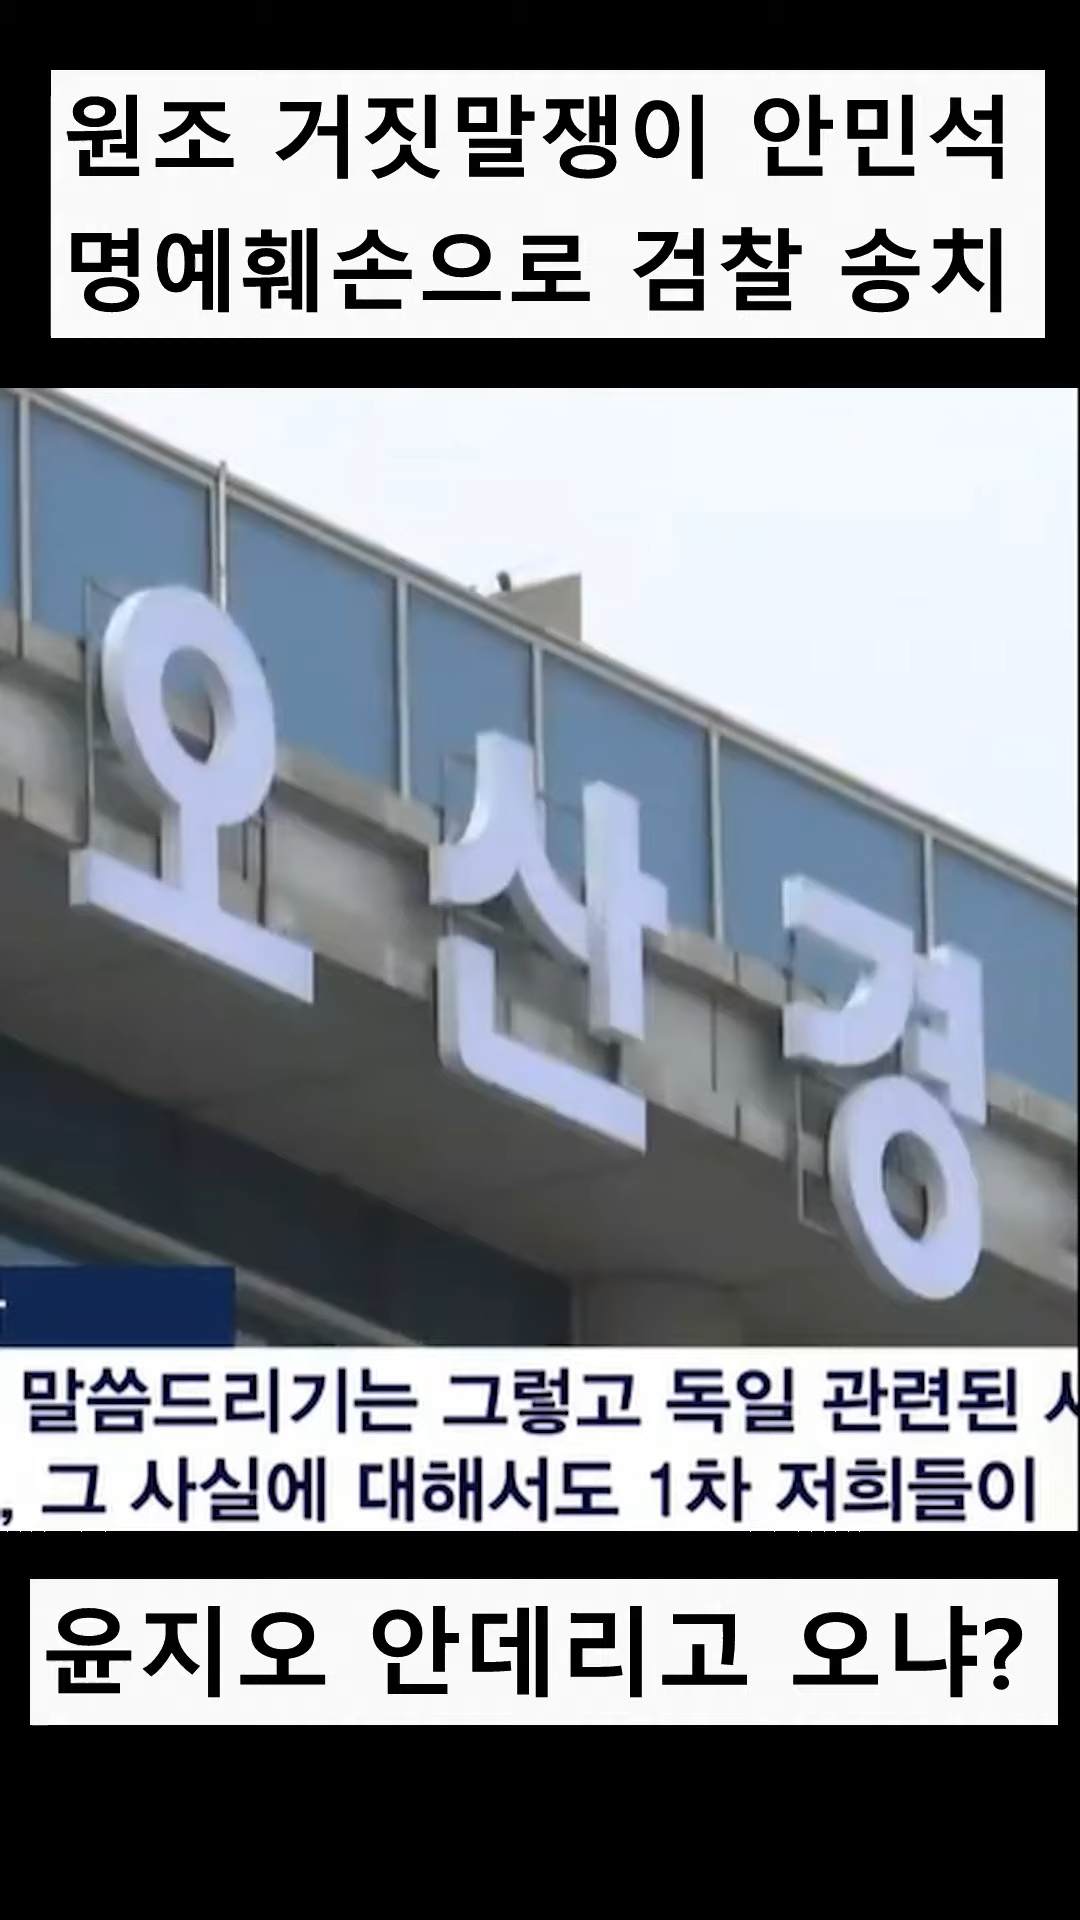 원조 거짓말쟁이 안민석
명예훼손으로 검찰 송치
오산경
말씀드리기는 그렇고 독일 관련된
, 그 사실에 대해서도 1차 저희들이
윤지오 안데리고 오냐?